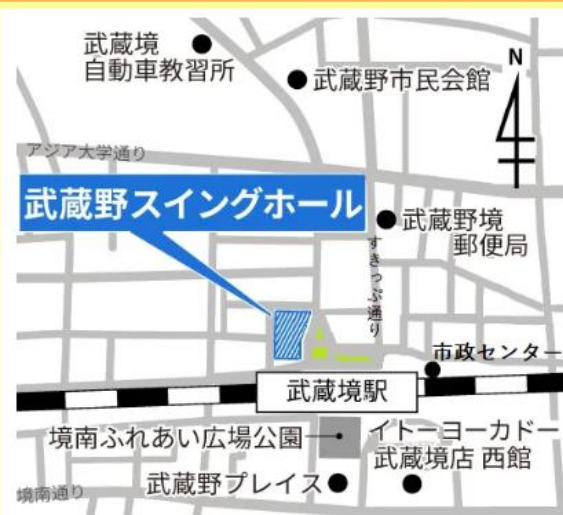 武蔵境
自動車教習所
武蔵野市民会館
N
アジア大学通り
武蔵野スイングホール
武蔵野境
郵便局
すきっぷ通り
市政センター
武蔵境駅
境南ふれあい広場公園
イトーヨーカドー
武蔵境店 西館
境南通り
武蔵野プレイス